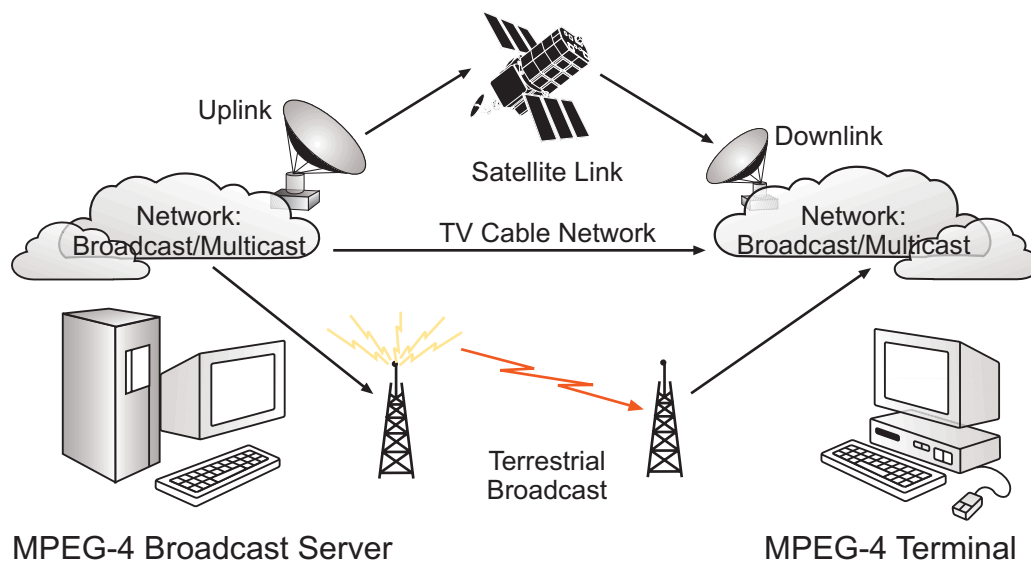 Uplink
Downlink
Satellite Link
Network:
Broadcast/Multicast
TV Cable Network
Network:
Broadcast/Multicast
Terrestrial
Broadcast
MPEG-4 Broadcast Server
MPEG-4 Terminal